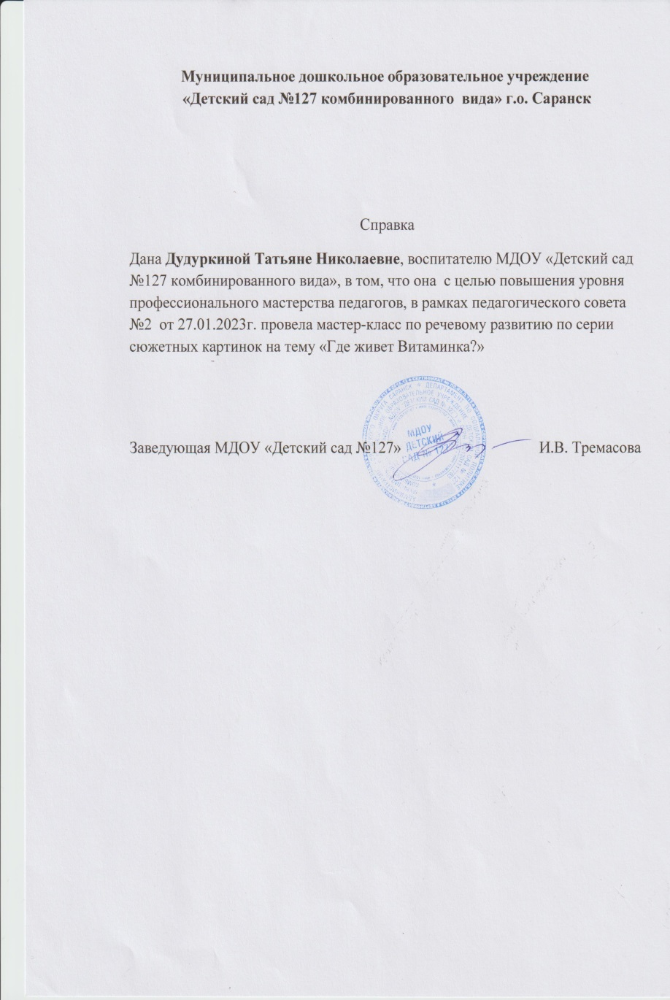 Муниципальное дошкольное образовательное учреждение
«Детский сад №127 комбинированного  вида» г.о. Саранск
Справка
Дана Дудуркиной Татьяне Николаевне, воспитателю МДОУ «Детский сад
№127 комбинированного вида», в том, что она  с целью повышения уровня
профессионального мастерства педагогов, в рамках педагогического совета
№2  от 27.01.2023г. провела мастер-класс по речевому развитию по серии
сюжетных картинок на тему «Где живет Витаминка?»
Заведующая МДОУ «Детский сад №127»
И.В. Тремасова
МДОУ
ДЕТСКИЙ
САД № 127